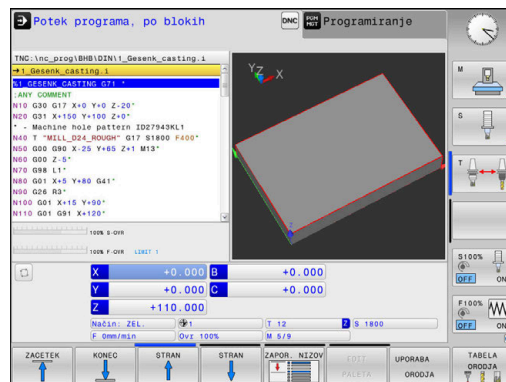 Potek programa, po blokih
DNC
PGM MGT
Programiranje
TNC:\nc_prog\BHB\DIN\1_Gesenk_casting.i
→1_Gesenk_casting.i
%1_GESENK_CASTING G71 *
;ANY COMMENT
N10 G30 G17 X+0 Y+0 Z-20*
N20 G31 X+150 Y+100 Z+0*
* - Machine hole pattern ID27943KL1
N40 T "MILL_D24_ROUGH" G17 S1800 F400*
N50 G00 G90 X-25 Y+65 Z+1 M13*
N60 G00 Z-5*
N70 G98 L1*
N80 G01 X+5 Y+80 G41*
N90 G26 R3*
N100 G01 X+15 Y+90*
N110 G01 G91 X+120*
Z Y X
Z
100% S-OVR
100% F-OVR LIMIT 1
X +0.000 B +0.000
Y +0.000 C +0.000
Z +110.000
Način: ŽEL. 1 T 12 Z S 1800
F 0mm/min Ovr 100% M 5/9
M
S
T
S100%
OFF ON
F100%
OFF ON
ZACETEK
KONEC
STRAN
STRAN
ZAPOR. NIZOV
EDIT. PALETA
UPORABA ORODJA
TABELA ORODJA